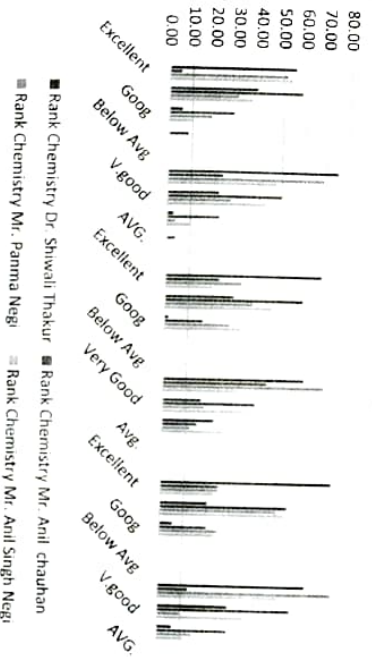 80.00
70.00
60.00
50.00
40.00
30.00
20.00
10.00
0.00
Excellent
Goog
Below Avg
V.good
AVG.
Excellent
Goog
Below Avg
Very Good
Avg.
Excellent
Goog
Below Avg
V.good
AVG.
Rank Chemistry Dr. Shiwali Thakur Rank Chemistry Mr. Anil chauhan
Rank Chemistry Mr. Panma Negi Rank Chemistry Mr. Anil Singh Negi